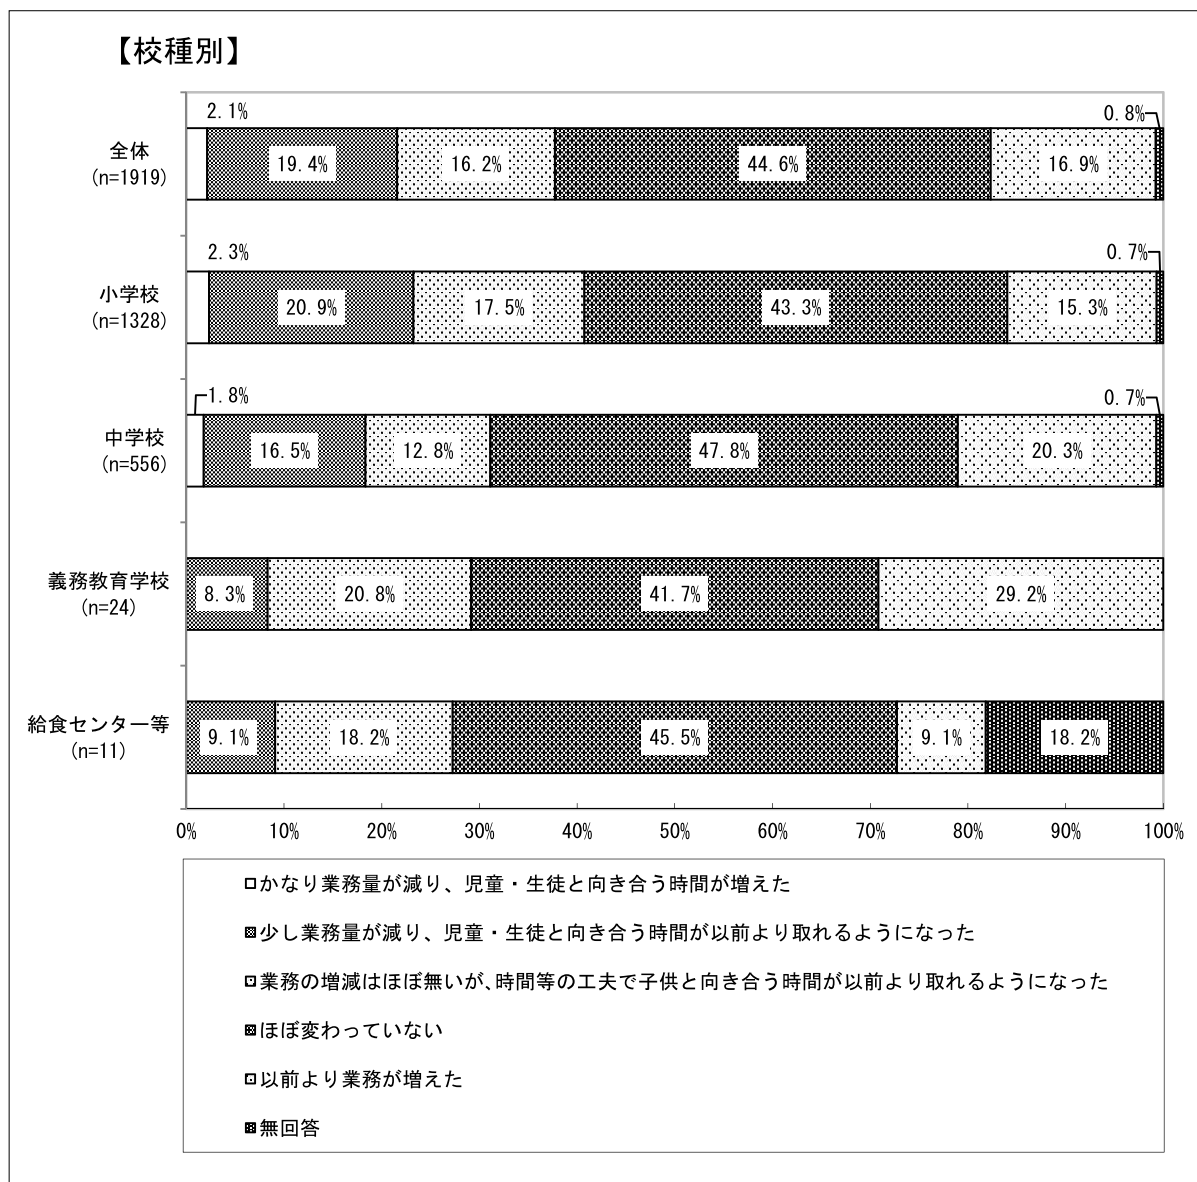 【校種別】
2.1%
0.8%
全体
(n=1919)
19.4%
16.2%
44.6%
16.9%
2.3%
0.7%
小学校
(n=1328)
20.9%
17.5%
43.3%
15.3%
1.8%
0.7%
中学校
(n=556)
16.5%
12.8%
47.8%
20.3%
義務教育学校
(n=24)
8.3%
20.8%
41.7%
29.2%
給食センター等
(n=11)
9.1%
18.2%
45.5%
9.1%
18.2%
0% 10% 20% 30% 40% 50% 60% 70% 80% 90% 100%
かなり業務量が減り、児童・生徒と向き合う時間が増えた
少し業務量が減り、児童・生徒と向き合う時間が以前より取れるようになった
業務の増減はほぼ無いが、時間等の工夫で子供と向き合う時間が以前より取れるようになった
ほぼ変わっていない
以前より業務が増えた
無回答